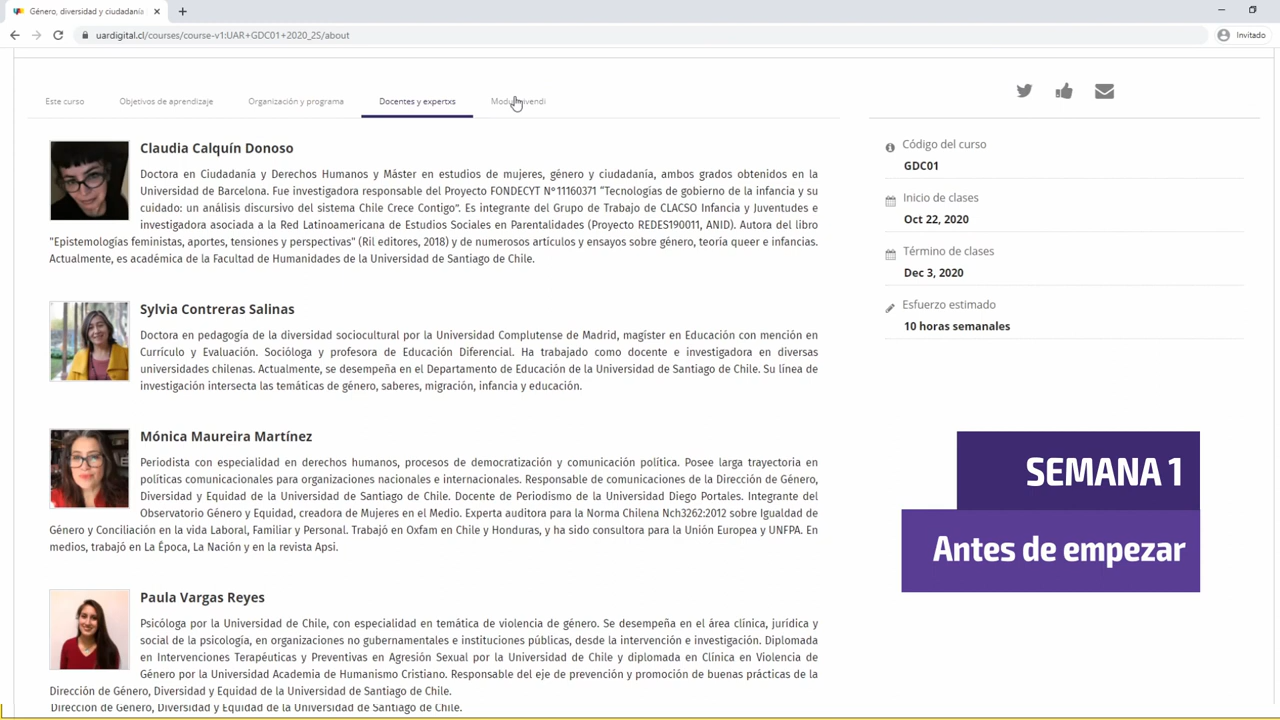 Género, diversidad y ciudadanía
uardigital.cl/courses/course-v1:UAR+GDC01+2020_2S/about
Invitado
Este curso
Objetivos de aprendizaje
Organización y programa
Docentes y expertxs
Modus vivendi
Claudia Calquín Donoso
Doctora en Ciudadanía y Derechos Humanos y Máster en estudios de mujeres, género y ciudadanía, ambos grados obtenidos en la
Universidad de Barcelona. Fue investigadora responsable del Proyecto FONDECYT N°11160371 "Tecnologías de gobierno de la infancia y su
cuidado: un análisis discursivo del sistema Chile Crece Contigo". Es integrante del Grupo de Trabajo de CLACSO Infancia y Juventudes e
investigadora asociada a la Red Latinoamericana de Estudios Sociales en Parentalidades (Proyecto REDES190011, ANID). Autora del libro
"Epistemologías feministas, aportes, tensiones y perspectivas" (Ril editores, 2018) y de numerosos artículos y ensayos sobre género, teoría queer e infancias.
Actualmente, es académica de la Facultad de Humanidades de la Universidad de Santiago de Chile.
Sylvia Contreras Salinas
Doctora en pedagogía de la diversidad sociocultural por la Universidad Complutense de Madrid, magíster en Educación con mención en
Currículo y Evaluación. Socióloga y profesora de Educación Diferencial. Ha trabajado como docente e investigadora en diversas
universidades chilenas. Actualmente, se desempeña en el Departamento de Educación de la Universidad de Santiago de Chile. Su línea de
investigación intersecta las temáticas de género, saberes, migración, infancia y educación.
Mónica Maureira Martínez
Periodista con especialidad en derechos humanos, procesos de democratización y comunicación política. Posee larga trayectoria en
políticas comunicacionales para organizaciones nacionales e internacionales. Responsable de comunicaciones de la Dirección de Género,
Diversidad y Equidad de la Universidad de Santiago de Chile. Docente de Periodismo de la Universidad Diego Portales. Integrante del
Observatorio Género y Equidad, creadora de Mujeres en el Medio. Experta auditora para la Norma Chilena Nch3262:2012 sobre Igualdad de
Género y Conciliación en la vida Laboral, Familiar y Personal. Trabajó en Oxfam en Chile y Honduras, y ha sido consultora para la Unión Europea y UNFPA. En
medios, trabajó en La Época, La Nación y en la revista Apsi.
Paula Vargas Reyes
Psicóloga por la Universidad de Chile, con especialidad en temática de violencia de género. Se desempeña en el área clínica, jurídica y
social de la psicología, en organizaciones no gubernamentales e instituciones públicas, desde la intervención e investigación. Diplomada
en Intervenciones Terapéuticas y Preventivas en Agresión Sexual por la Universidad de Chile y diplomada en Clínica en Violencia de
Género por la Universidad Academia de Humanismo Cristiano. Responsable del eje de prevención y promoción de buenas prácticas de la
Dirección de Género, Diversidad y Equidad de la Universidad de Santiago de Chile.
Dirección de Género, Diversidad y Equidad de la Universidad de Santiago de Chile.
Código del curso
GDC01
Inicio de clases
Oct 22, 2020
Término de clases
Dec 3, 2020
Esfuerzo estimado
10 horas semanales
SEMANA 1
Antes de empezar